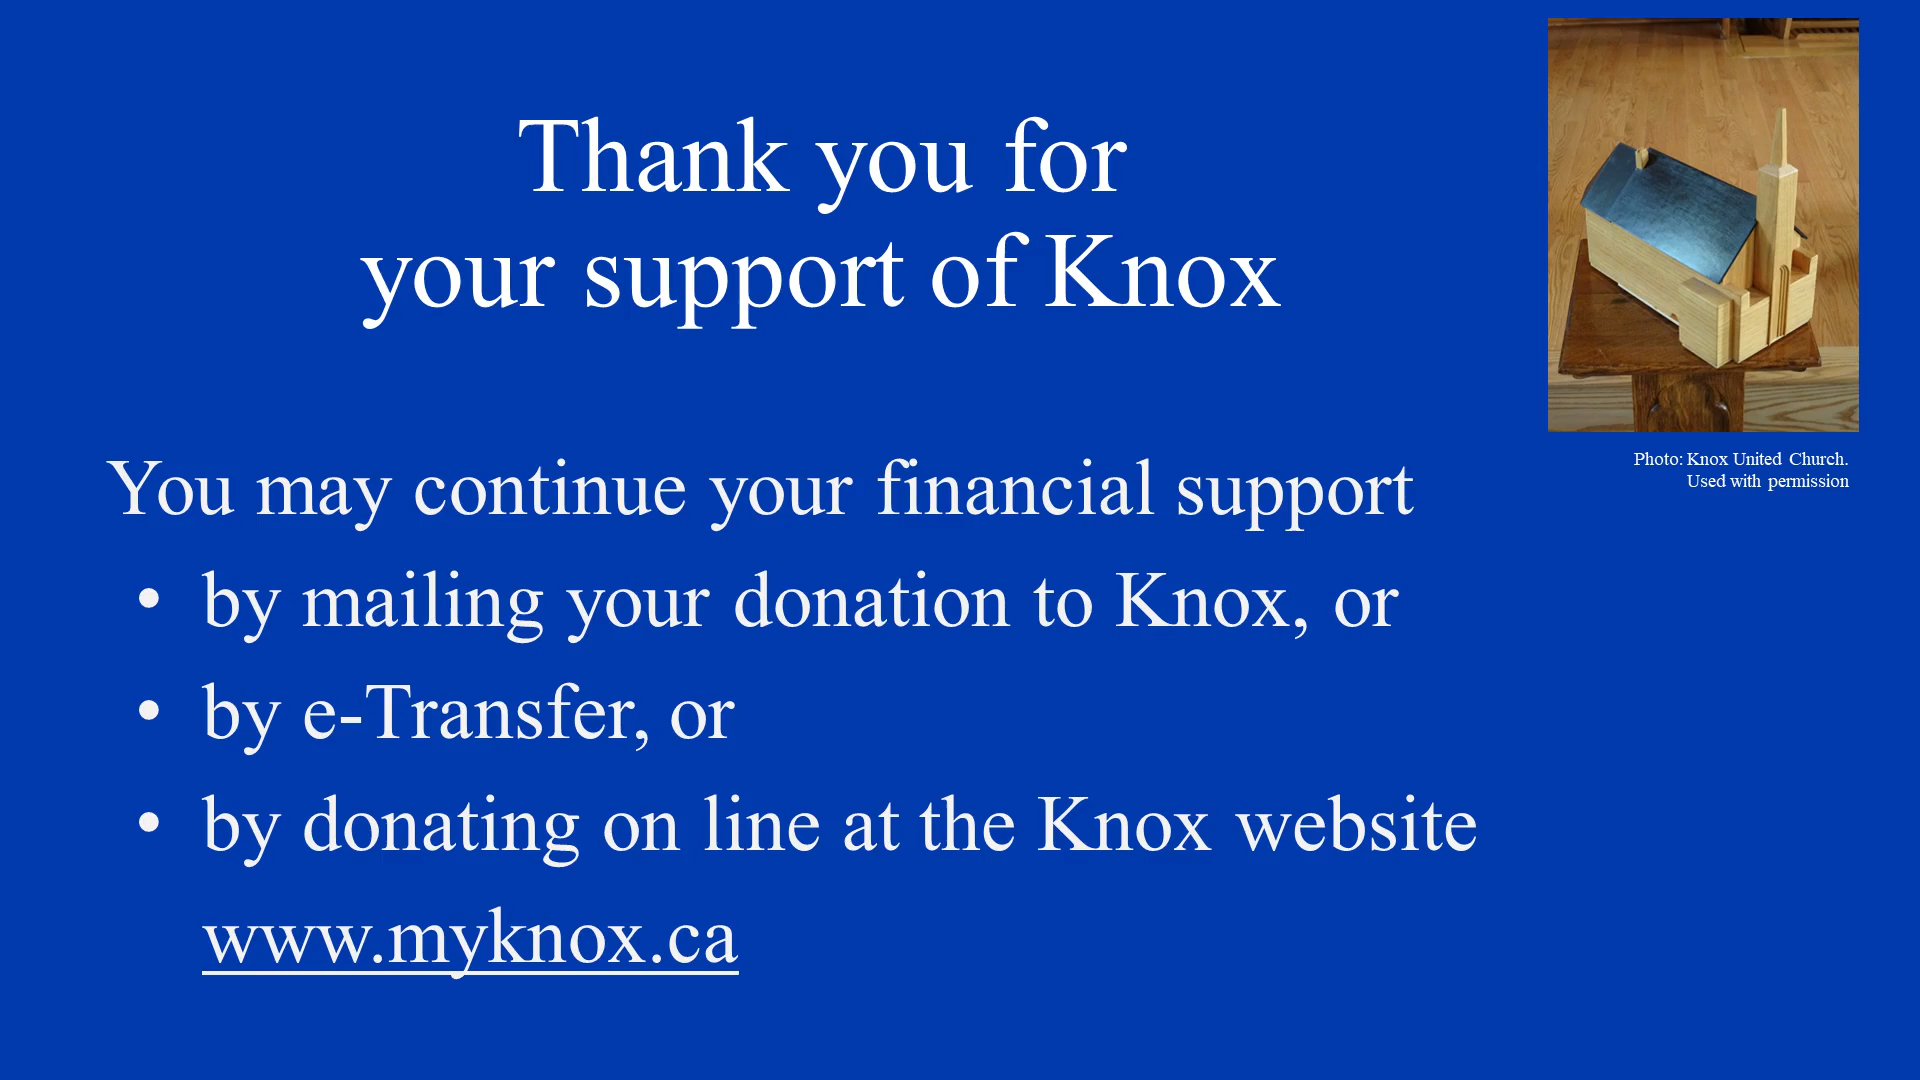 Thank you for
your support of Knox
Photo: Knox United Church.
Used with permission
You may continue your financial support
• by mailing your donation to Knox, or
• by e-Transfer, or
• by donating on line at the Knox website
www.myknox.ca